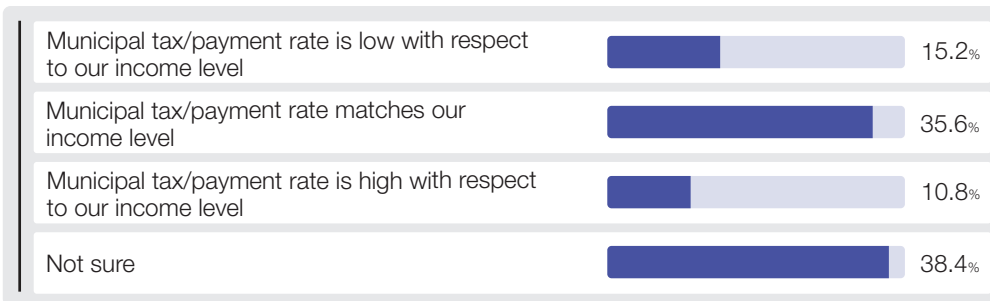 Municipal tax/payment rate is low with respect
to our income level
15.2%
Municipal tax/payment rate matches our
income level
35.6%
Municipal tax/payment rate is high with respect
to our income level
10.8%
Not sure
38.4%